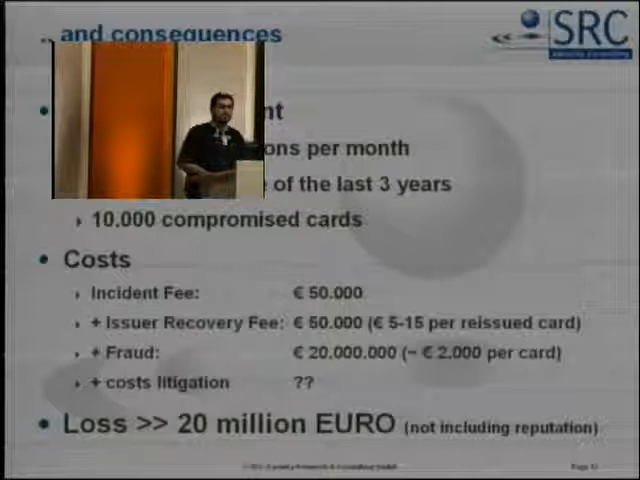 .. and consequences
SRC
nt
ons per month
e of the last 3 years
10.000 compromised cards
Costs
Incident Fee: € 50.000
+ Issuer Recovery Fee: € 50.000 (€ 5-15 per reissued card)
+ Fraud: € 20.000.000 (~ € 2.000 per card)
+ costs litigation ??
Loss >> 20 million EURO (not including reputation)